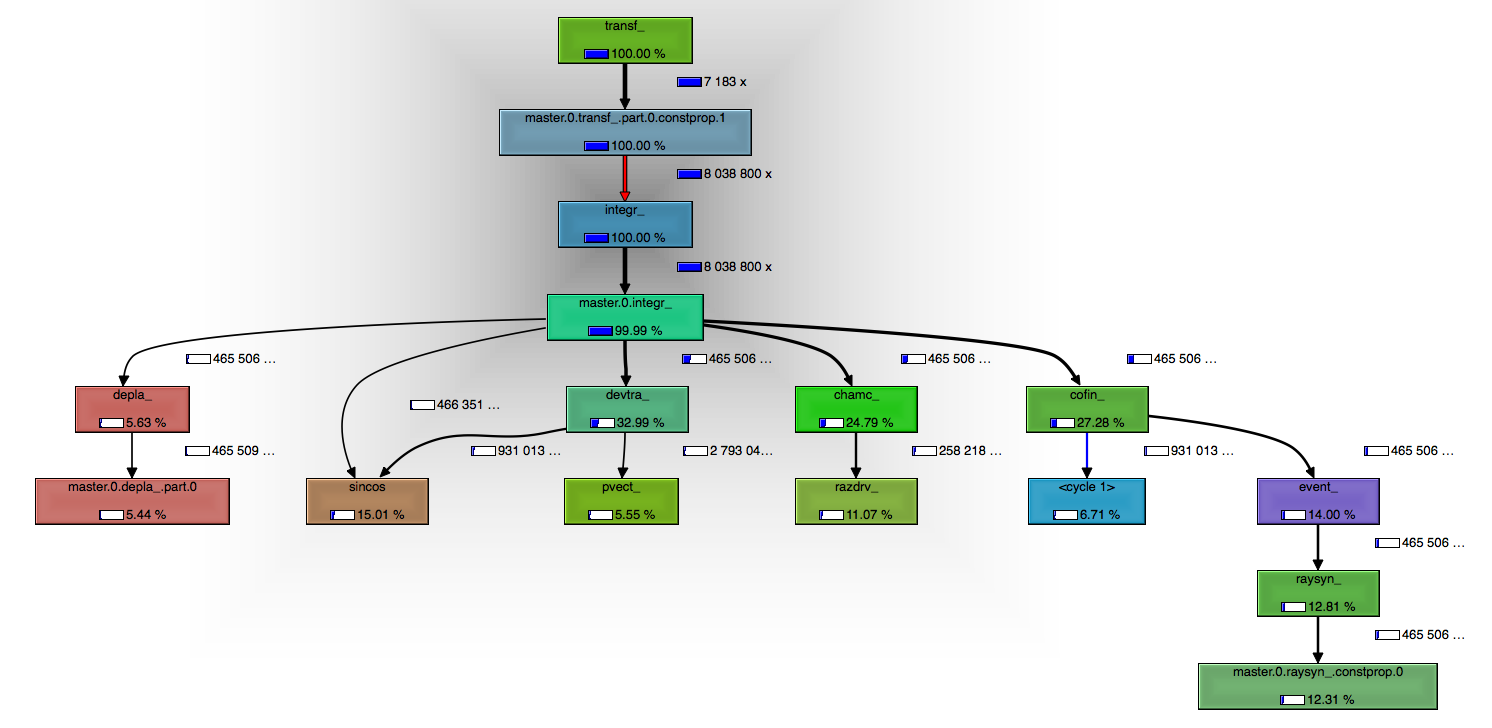 transf_
100.00 %
7 183 x
master.0.transf_.part.0.constprop.1
100.00 %
8 038 800 x
integr_
100.00 %
8 038 800 x
master.0.integr_
99.99 %
465 506 ...
465 506 ...
465 506 ...
465 506 ...
depla_
5.63 %
466 351 ...
devtra_
32.99 %
chamc_
24.79 %
cofin_
27.28 %
465 509 ...
931 013 ...
2 793 04...
258 218 ...
931 013 ...
465 506 ...
master.0.depla_.part.0
5.44 %
sincos
15.01 %
pvect_
5.55 %
razdrv_
11.07 %
<cycle 1>
6.71 %
event_
14.00 %
465 506 ...
raysyn_
12.81 %
465 506 ...
master.0.raysyn_.constprop.0
12.31 %